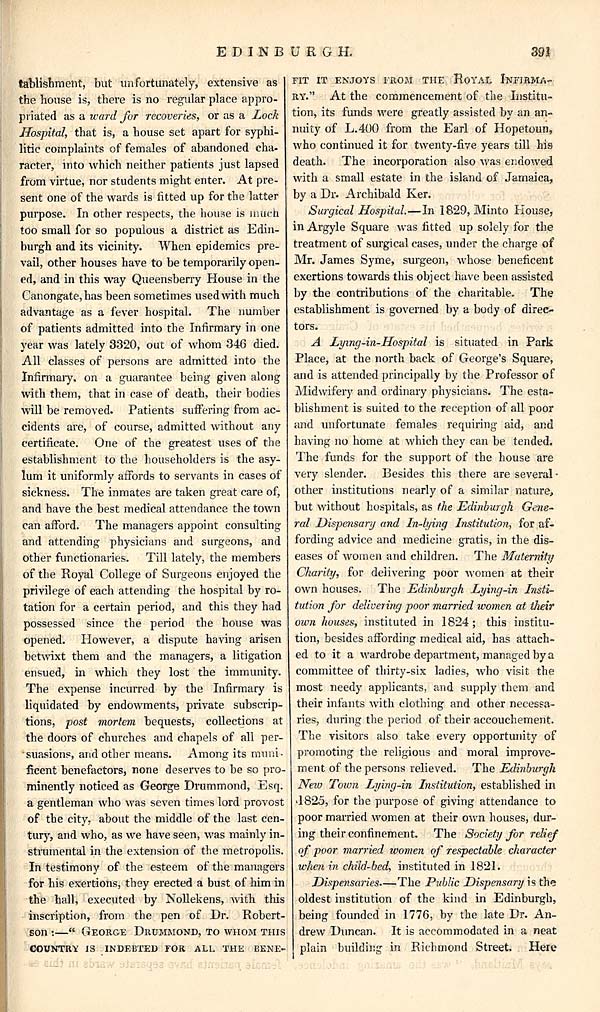 EDINBURGH.
391
tablishment, but unfortunately, extensive as
the house is, there is no regular place appro-
priated as a ward for recoveries, or as a Lock
Hospital, that is, a house set apart for syphi-
litic complaints of females of abandoned cha-
racter, into which neither patients just lapsed
from virtue, nor students might enter. At pre-
sent one of the wards is fitted up for the latter
purpose. In other respects, the house is much
too small for so populous a district as Edin-
burgh and its vicinity. When epidemics pre-
vail, other houses have to be temporarily open-
ed, and in this way Queensberry House in the
Canongate, has been sometimes used with much
advantage as a fever hospital. The number
of patients admitted into the Infirmary in one
year was lately 3320, out of whom 346 died.
All classes of persons are admitted into the
Infirmary, on a guarantee being given along
with them, that in case of death, their bodies
will be removed. Patients suffering from ac-
cidents are, of course, admitted without any
certificate. One of the greatest uses of the
establishment to the householders is the asy-
lum it uniformly affords to servants in cases of
sickness. The inmates are taken great care of,
and have the best medical attendance the town
can afford. The managers appoint consulting
and attending physicians and surgeons, and
other functionaries. Till lately, the members
of the Royal College of Surgeons enjoyed the
privilege of each attending the hospital by ro-
tation for a certain period, and this they had
possessed since the period the house was
opened. However, a dispute having arisen
betwixt them and the managers, a litigation
ensued, in which they lost the immunity.
The expense incurred by the Infirmary is
liquidated by endowments, private subscrip-
tions, post mortem bequests, collections at
the doors of churches and chapels of all per-
suasions, and other means. Among its muni-
ficent benefactors, none deserves to be so pro-
minently noticed as George Drummond, Esq.
a gentleman who was seven times lord provost
of the city, about the middle of the last cen-
tury, and who, as we have seen, was mainly in-
strumental in the extension of the metropolis.
In testimony of the esteem of the managers
for his exertions, they erected a bust of him in
the hall, executed by Nollekens, with this
inscription, from the pen of Dr. Robert-
son :—“ GEORGE DRUMMOND, TO WHOM THIS
COUNTRY IS INDEBTED FOR ALL THE BENE-
FIT IT ENJOYS FROM THE ROYAL INFIRMA-
RY.” At the commencement of the Institu-
tion, its funds were greatly assisted by an an-
nuity of L.400 from the Earl of Hopetoun,
who continued it for twenty-five years till his
death. The incorporation also was endowed
with a small estate in the island of Jamaica,
by a Dr. Archibald Ker.
Surgical Hospital.—In 1829, Minto House,
in Argyle Square was fitted up solely for the
treatment of surgical cases, under the charge of
Mr. James Syme, surgeon, whose beneficent
exertions towards this object have been assisted
by the contributions of the charitable. The
establishment is governed by a body of direc-
tors.
A Lying-in-Hospital is situated in Park
Place, at the north back of George's Square,
and is attended principally by the Professor of
Midwifery and ordinary physicians. The esta-
blishment is suited to the reception of all poor
and unfortunate females requiring aid, and
having no home at which they can be tended.
The funds for the support of the house are
very slender. Besides this there are several
other institutions nearly of a similar nature,
but without hospitals, as the Edinburgh Gene-
ral Dispensary and In-lying Institution, for af-
fording advice and medicine gratis, in the dis-
eases of women and children. The Maternity
Charity, for delivering poor women at their
own houses. The Edinburgh Lying-in Insti-
tution for delivering poor married women at their
own houses, instituted in 1824 ; this institu-
tion, besides affording medical aid, has attach-
ed to it a wardrobe department, managed by a
committee of thirty-six ladies, who visit the
most needy applicants, and supply them and
their infants with clothing and other necessa-
ries, during the period of their accouchement.
The visitors also take every opportunity of
promoting the religious and moral improve-
ment of the persons relieved. The Edinburgh
New Town Lying-in Institution, established in
1825, for the purpose of giving attendance to
poor married women at their own houses, dur-
ing their confinement. The Society for relief
of poor married women of respectable character
when in child-bed, instituted in 1821.
Dispensaries.—The Public Dispensary is the
oldest institution of the kind in Edinburgh,
being founded in 1776, by the late Dr. An-
drew Duncan. It is accommodated in a neat
plain building in Richmond Street. Here